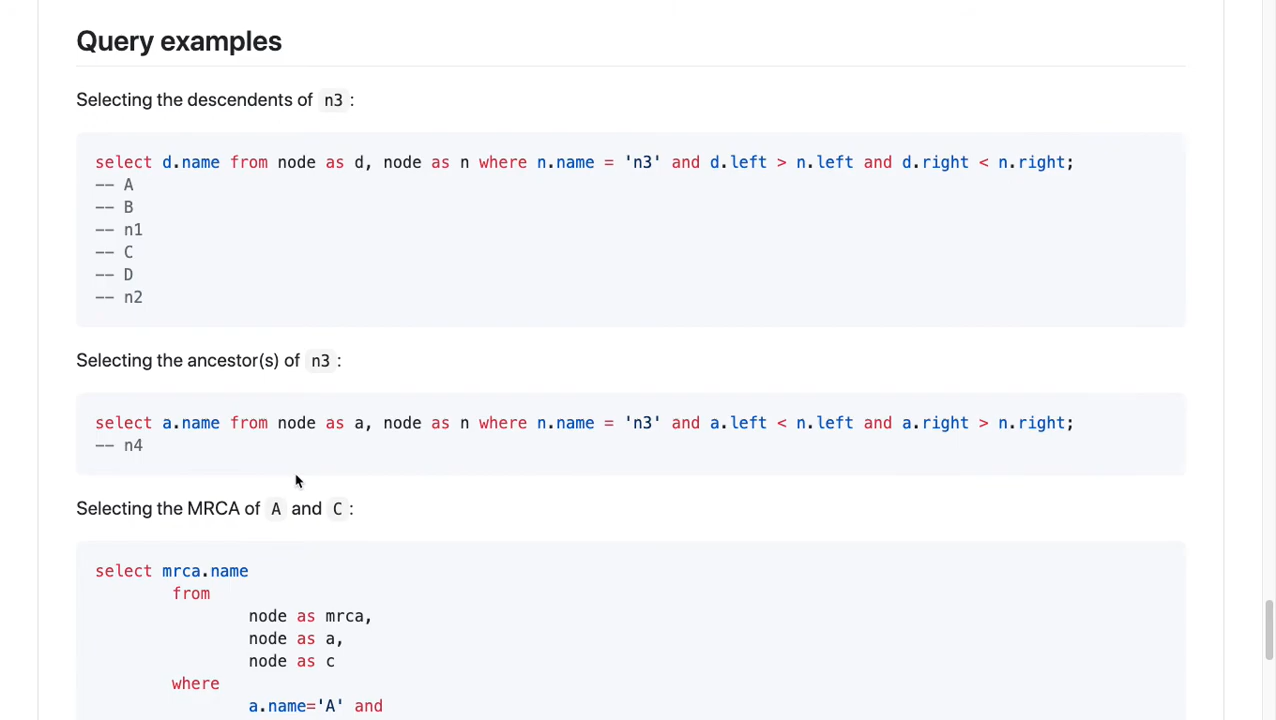 Query examples
Selecting the descendents of n3 :
select d.name from node as d, node as n where n.name = 'n3' and d.left > n.left and d.right < n.right;
-- A
-- B
-- n1
-- C
-- D
-- n2
Selecting the ancestor(s) of n3 :
select a.name from node as a, node as n where n.name = 'n3' and a.left < n.left and a.right > n.right;
-- n4
Selecting the MRCA of A and C :
select mrca.name
from
node as mrca,
node as a,
node as c
where
a.name='A' and